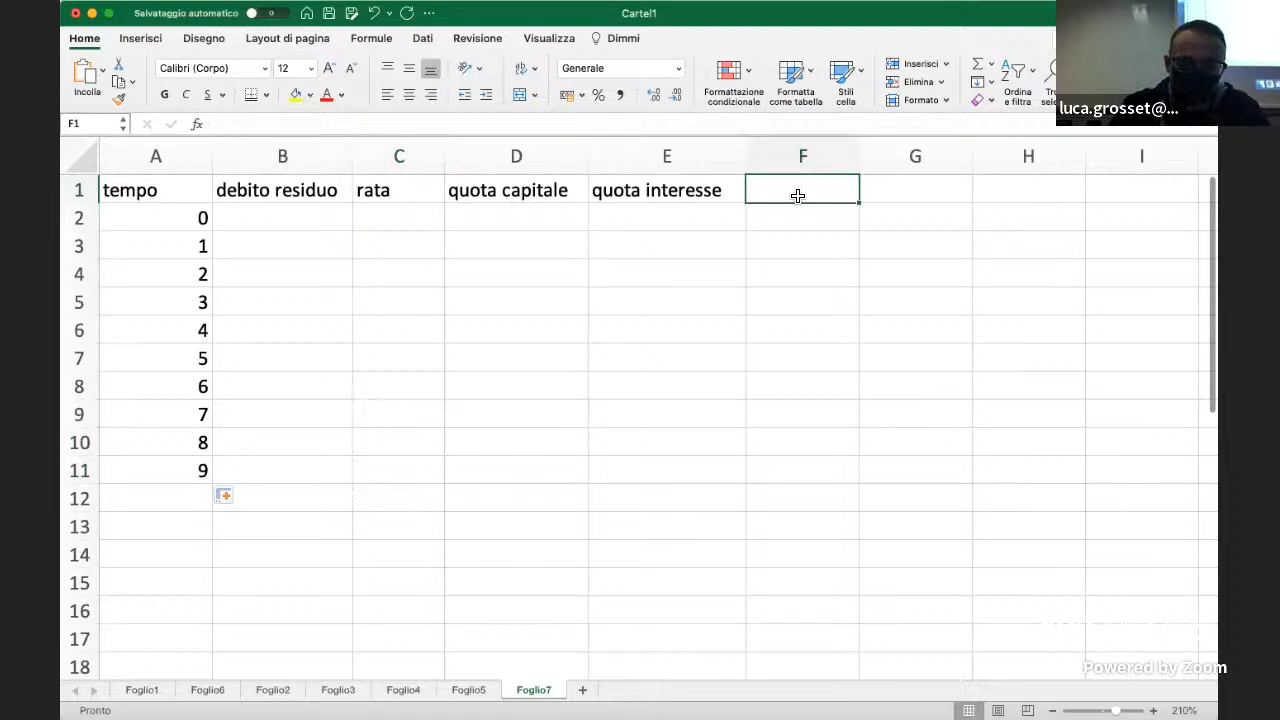 Salvataggio automatico
Cartel1
Home Inserisci Disegno Layout di pagina Formule Dati Revisione Visualizza Dimmi
Incolla
Calibri (Corpo) 12
G C S
Generale
Formattazione condizionale
Formatta come tabella
Stili cella
Inserisci
Elimina
Formato
Ordina e filtra
luca.grosset@...
F1 fx
A B C D E F G H I
1 tempo debito residuo rata quota capitale quota interesse
2 0
3 1
4 2
5 3
6 4
7 5
8 6
9 7
10 8
11 9
12
13
14
15
16
17
18
Powered by Zoom
Foglio1 Foglio6 Foglio2 Foglio3 Foglio4 Foglio5 Foglio7
Pronto 210%